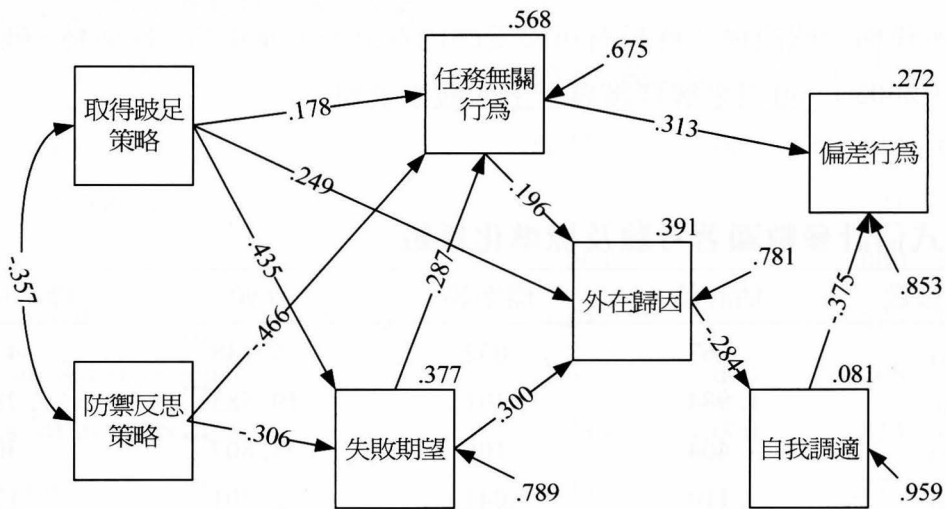 .568
.675
.272
取得跛足
策略
任務無關
行爲
.178
.313
偏差行爲
.249
.196
.391
.435
.287
.781
-.357
-.466
外在歸因
-.375
.853
-.284
.377
.081
防禦反思
策略
-.306
失敗期望
.300
自我調適
.789
.959